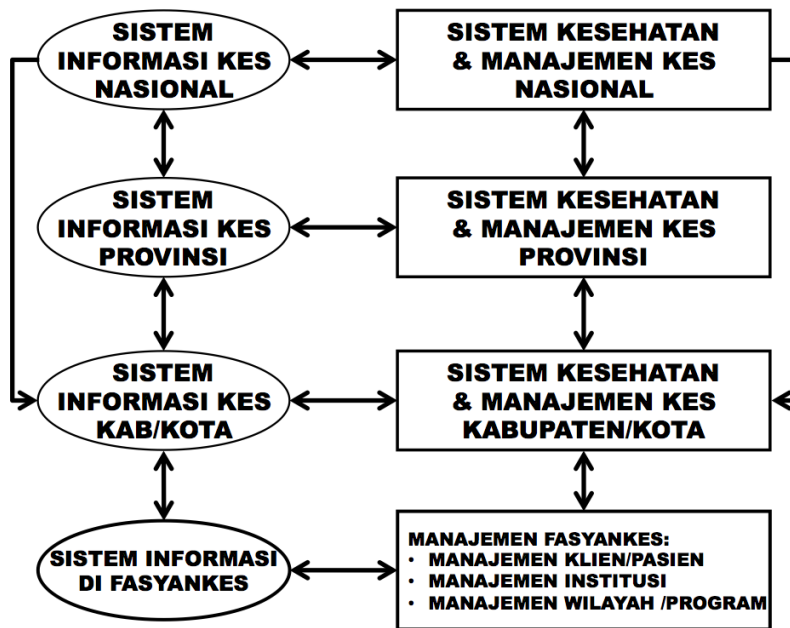 SISTEM
INFORMASI KES
NASIONAL
SISTEM KESEHATAN
& MANAJEMEN KES
NASIONAL
SISTEM
INFORMASI KES
PROVINSI
SISTEM KESEHATAN
& MANAJEMEN KES
PROVINSI
SISTEM
INFORMASI KES
KAB/KOTA
SISTEM KESEHATAN
& MANAJEMEN KES
KABUPATEN/KOTA
SISTEM INFORMASI
DI FASYANKES
MANAJEMEN FASYANKES:
• MANAJEMEN KLIEN/PASIEN
• MANAJEMEN INSTITUSI
• MANAJEMEN WILAYAH /PROGRAM